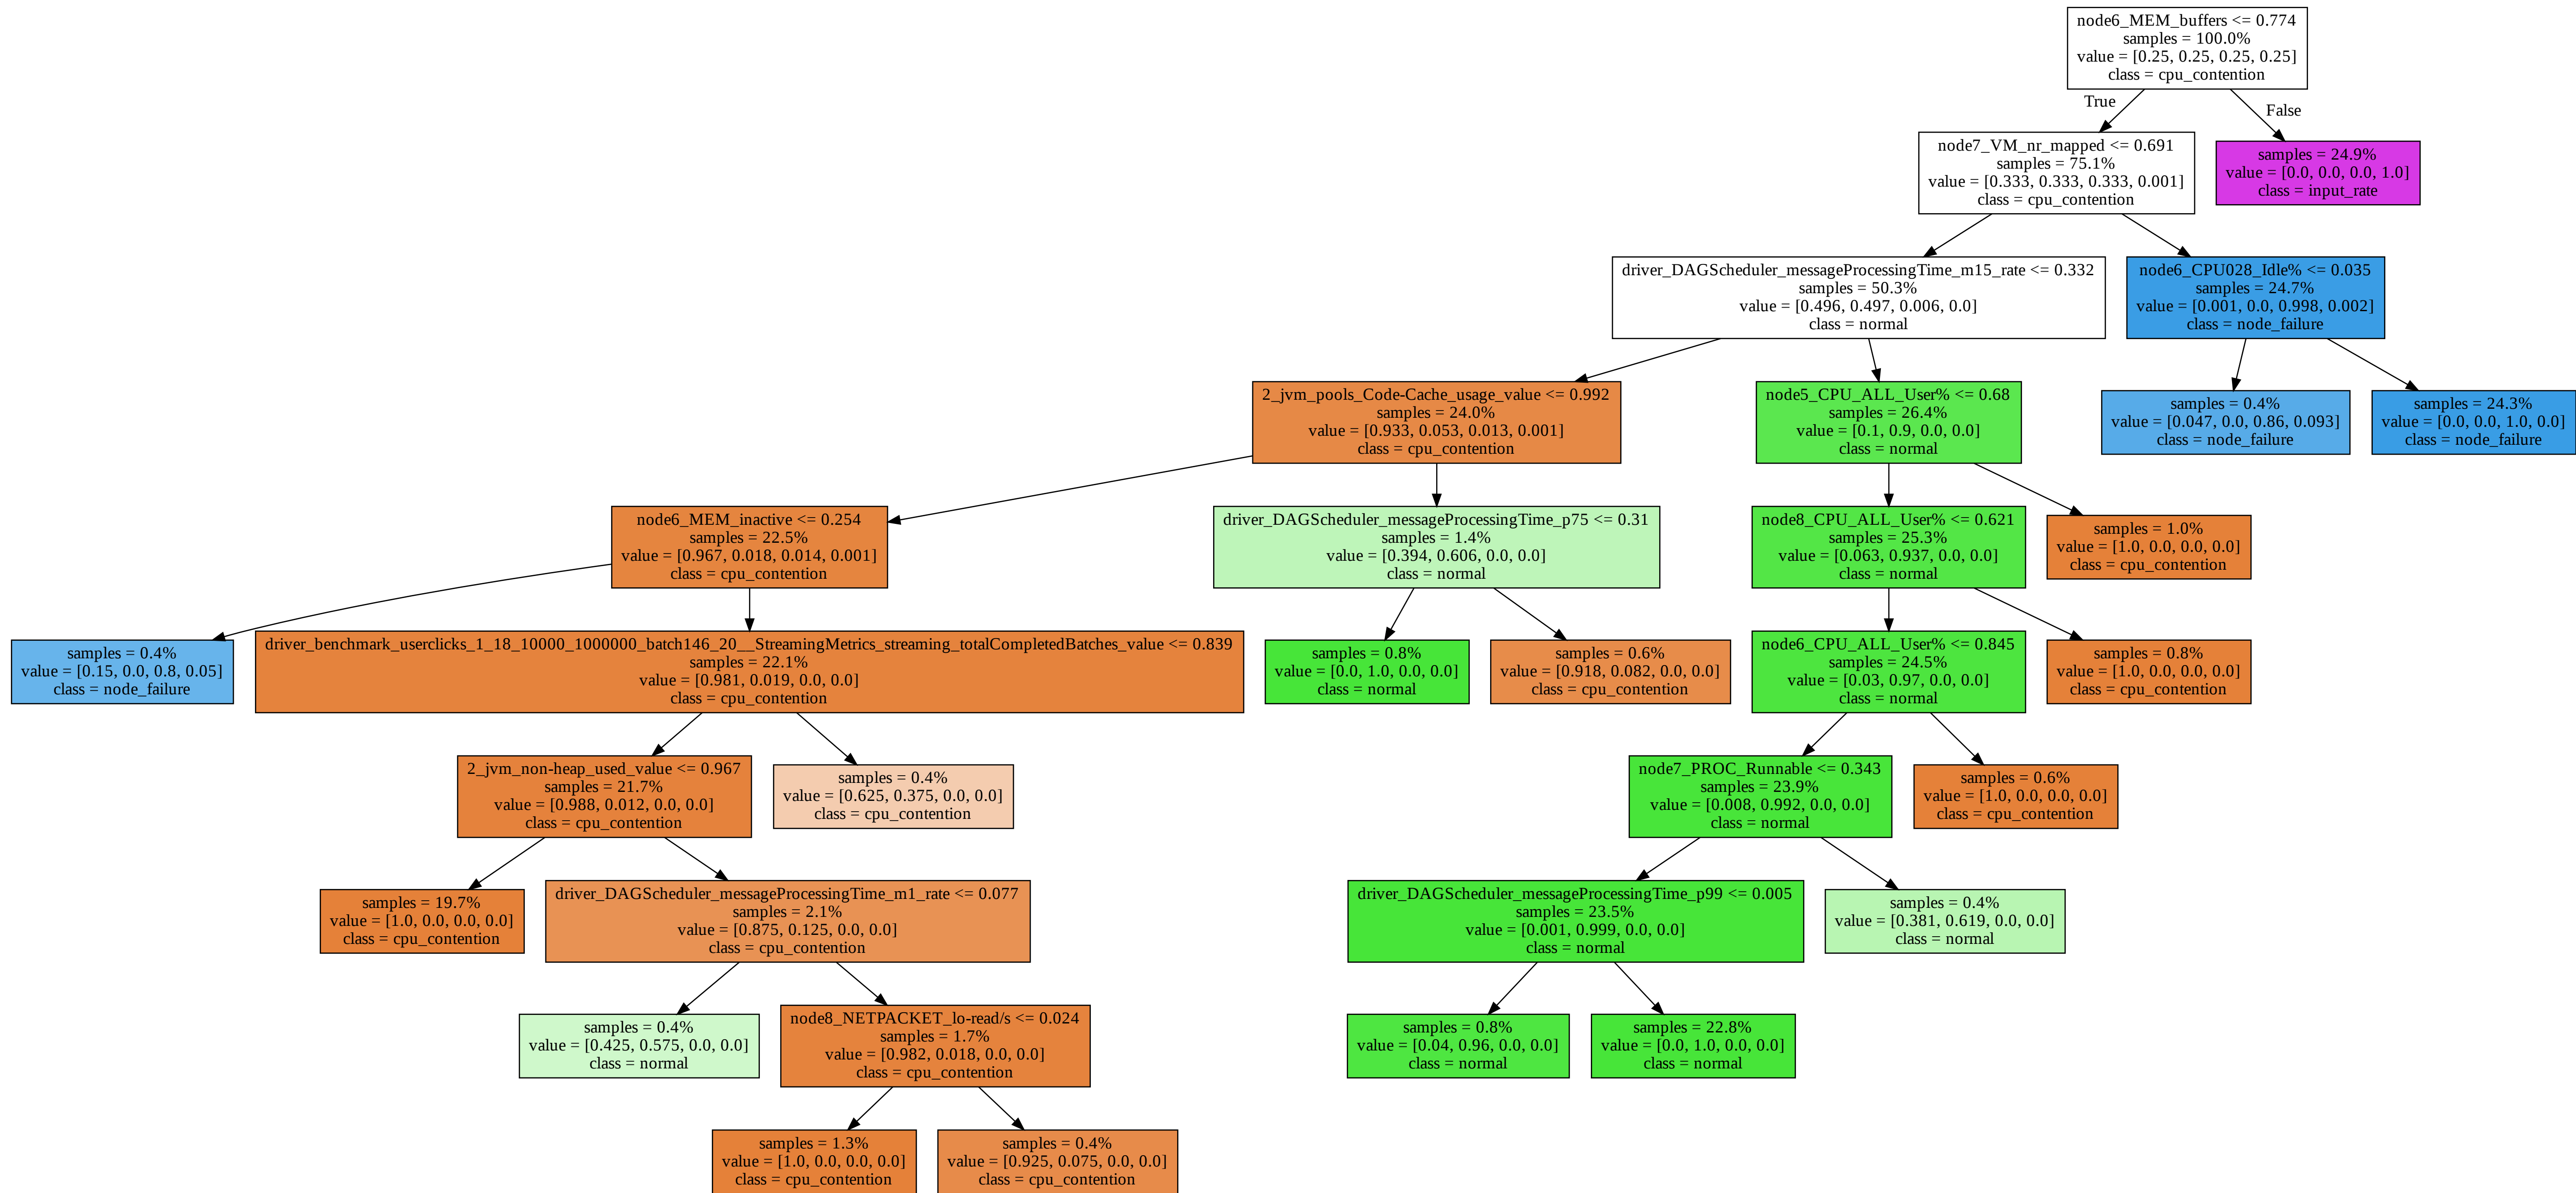 node6_MEM_buffers <= 0.774
samples = 100.0%
value = [0.25, 0.25, 0.25, 0.25]
class = cpu_contention
True
False
node7_VM_nr_mapped <= 0.691
samples = 75.1%
value = [0.333, 0.333, 0.333, 0.001]
class = cpu_contention
samples = 24.9%
value = [0.0, 0.0, 0.0, 1.0]
class = input_rate
driver_DAGScheduler_messageProcessingTime_m15_rate <= 0.332
samples = 50.3%
value = [0.496, 0.497, 0.006, 0.0]
class = normal
node6_CPU028_Idle% <= 0.035
samples = 24.7%
value = [0.001, 0.0, 0.998, 0.002]
class = node_failure
2_jvm_pools_Code-Cache_usage_value <= 0.992
samples = 24.0%
value = [0.933, 0.053, 0.013, 0.001]
class = cpu_contention
node5_CPU_ALL_User% <= 0.68
samples = 26.4%
value = [0.1, 0.9, 0.0, 0.0]
class = normal
samples = 0.4%
value = [0.047, 0.0, 0.86, 0.093]
class = node_failure
samples = 24.3%
value = [0.0, 0.0, 1.0, 0.0]
class = node_failure
node6_MEM_inactive <= 0.254
samples = 22.5%
value = [0.967, 0.018, 0.014, 0.001]
class = cpu_contention
driver_DAGScheduler_messageProcessingTime_p75 <= 0.31
samples = 1.4%
value = [0.394, 0.606, 0.0, 0.0]
class = normal
node8_CPU_ALL_User% <= 0.621
samples = 25.3%
value = [0.063, 0.937, 0.0, 0.0]
class = normal
samples = 1.0%
value = [1.0, 0.0, 0.0, 0.0]
class = cpu_contention
samples = 0.4%
value = [0.15, 0.0, 0.8, 0.05]
class = node_failure
driver_benchmark_userclicks_1_18_10000_1000000_batch146_20__StreamingMetrics_streaming_totalCompletedBatches_value <= 0.839
samples = 22.1%
value = [0.981, 0.019, 0.0, 0.0]
class = cpu_contention
samples = 0.8%
value = [0.0, 1.0, 0.0, 0.0]
class = normal
samples = 0.6%
value = [0.918, 0.082, 0.0, 0.0]
class = cpu_contention
node6_CPU_ALL_User% <= 0.845
samples = 24.5%
value = [0.03, 0.97, 0.0, 0.0]
class = normal
samples = 0.8%
value = [1.0, 0.0, 0.0, 0.0]
class = cpu_contention
2_jvm_non-heap_used_value <= 0.967
samples = 21.7%
value = [0.988, 0.012, 0.0, 0.0]
class = cpu_contention
samples = 0.4%
value = [0.625, 0.375, 0.0, 0.0]
class = cpu_contention
node7_PROC_Runnable <= 0.343
samples = 23.9%
value = [0.008, 0.992, 0.0, 0.0]
class = normal
samples = 0.6%
value = [1.0, 0.0, 0.0, 0.0]
class = cpu_contention
samples = 19.7%
value = [1.0, 0.0, 0.0, 0.0]
class = cpu_contention
driver_DAGScheduler_messageProcessingTime_m1_rate <= 0.077
samples = 2.1%
value = [0.875, 0.125, 0.0, 0.0]
class = cpu_contention
driver_DAGScheduler_messageProcessingTime_p99 <= 0.005
samples = 23.5%
value = [0.001, 0.999, 0.0, 0.0]
class = normal
samples = 0.4%
value = [0.381, 0.619, 0.0, 0.0]
class = normal
samples = 0.4%
value = [0.425, 0.575, 0.0, 0.0]
class = normal
node8_NETPACKET_lo-read/s <= 0.024
samples = 1.7%
value = [0.982, 0.018, 0.0, 0.0]
class = cpu_contention
samples = 0.8%
value = [0.04, 0.96, 0.0, 0.0]
class = normal
samples = 22.8%
value = [0.0, 1.0, 0.0, 0.0]
class = normal
samples = 1.3%
value = [1.0, 0.0, 0.0, 0.0]
class = cpu_contention
samples = 0.4%
value = [0.925, 0.075, 0.0, 0.0]
class = cpu_contention